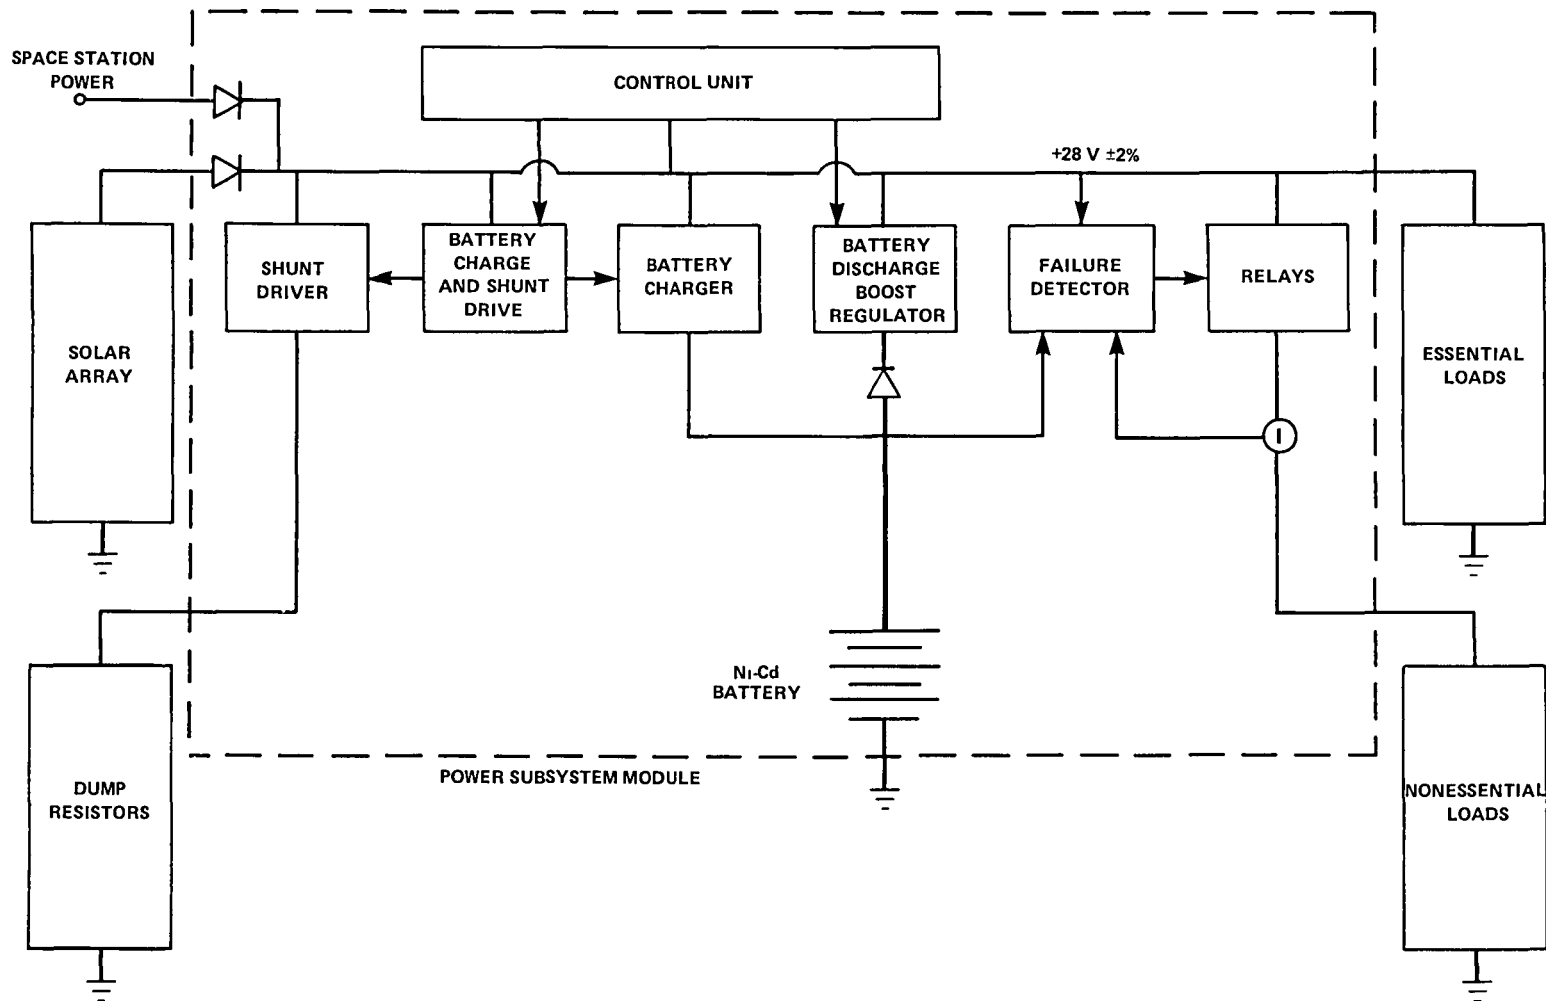 SPACE STATION
POWER
CONTROL UNIT
+28 V ±2%
SHUNT
DRIVER
BATTERY
CHARGE
AND SHUNT
DRIVE
BATTERY
CHARGER
BATTERY
DISCHARGE
BOOST
REGULATOR
FAILURE
DETECTOR
RELAYS
SOLAR
ARRAY
ESSENTIAL
LOADS
I
Ni-Cd
BATTERY
POWER SUBSYSTEM MODULE
DUMP
RESISTORS
NONESSENTIAL
LOADS